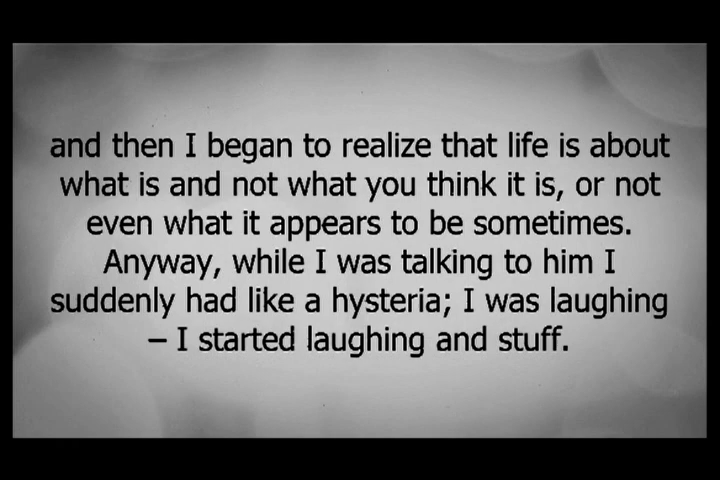 and then I began to realize that life is about
what is and not what you think it is, or not
even what it appears to be sometimes.
Anyway, while I was talking to him I
suddenly had like a hysteria; I was laughing
– I started laughing and stuff.